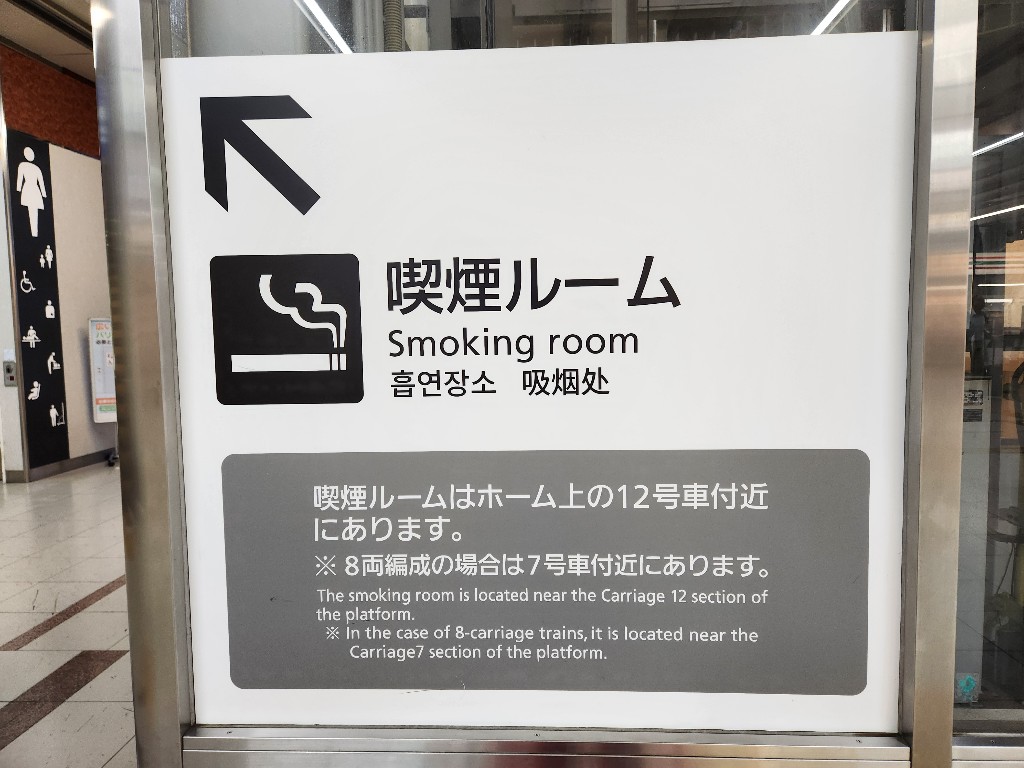 喫煙ルーム
Smoking room
흡연장소 吸烟处
喫煙ルームはホーム上の12号車付近
にあります。
※ 8両編成の場合は7号車付近にあります。
The smoking room is located near the Carriage 12 section of
the platform.
※ In the case of 8-carriage trains, it is located near the
Carriage7 section of the platform.